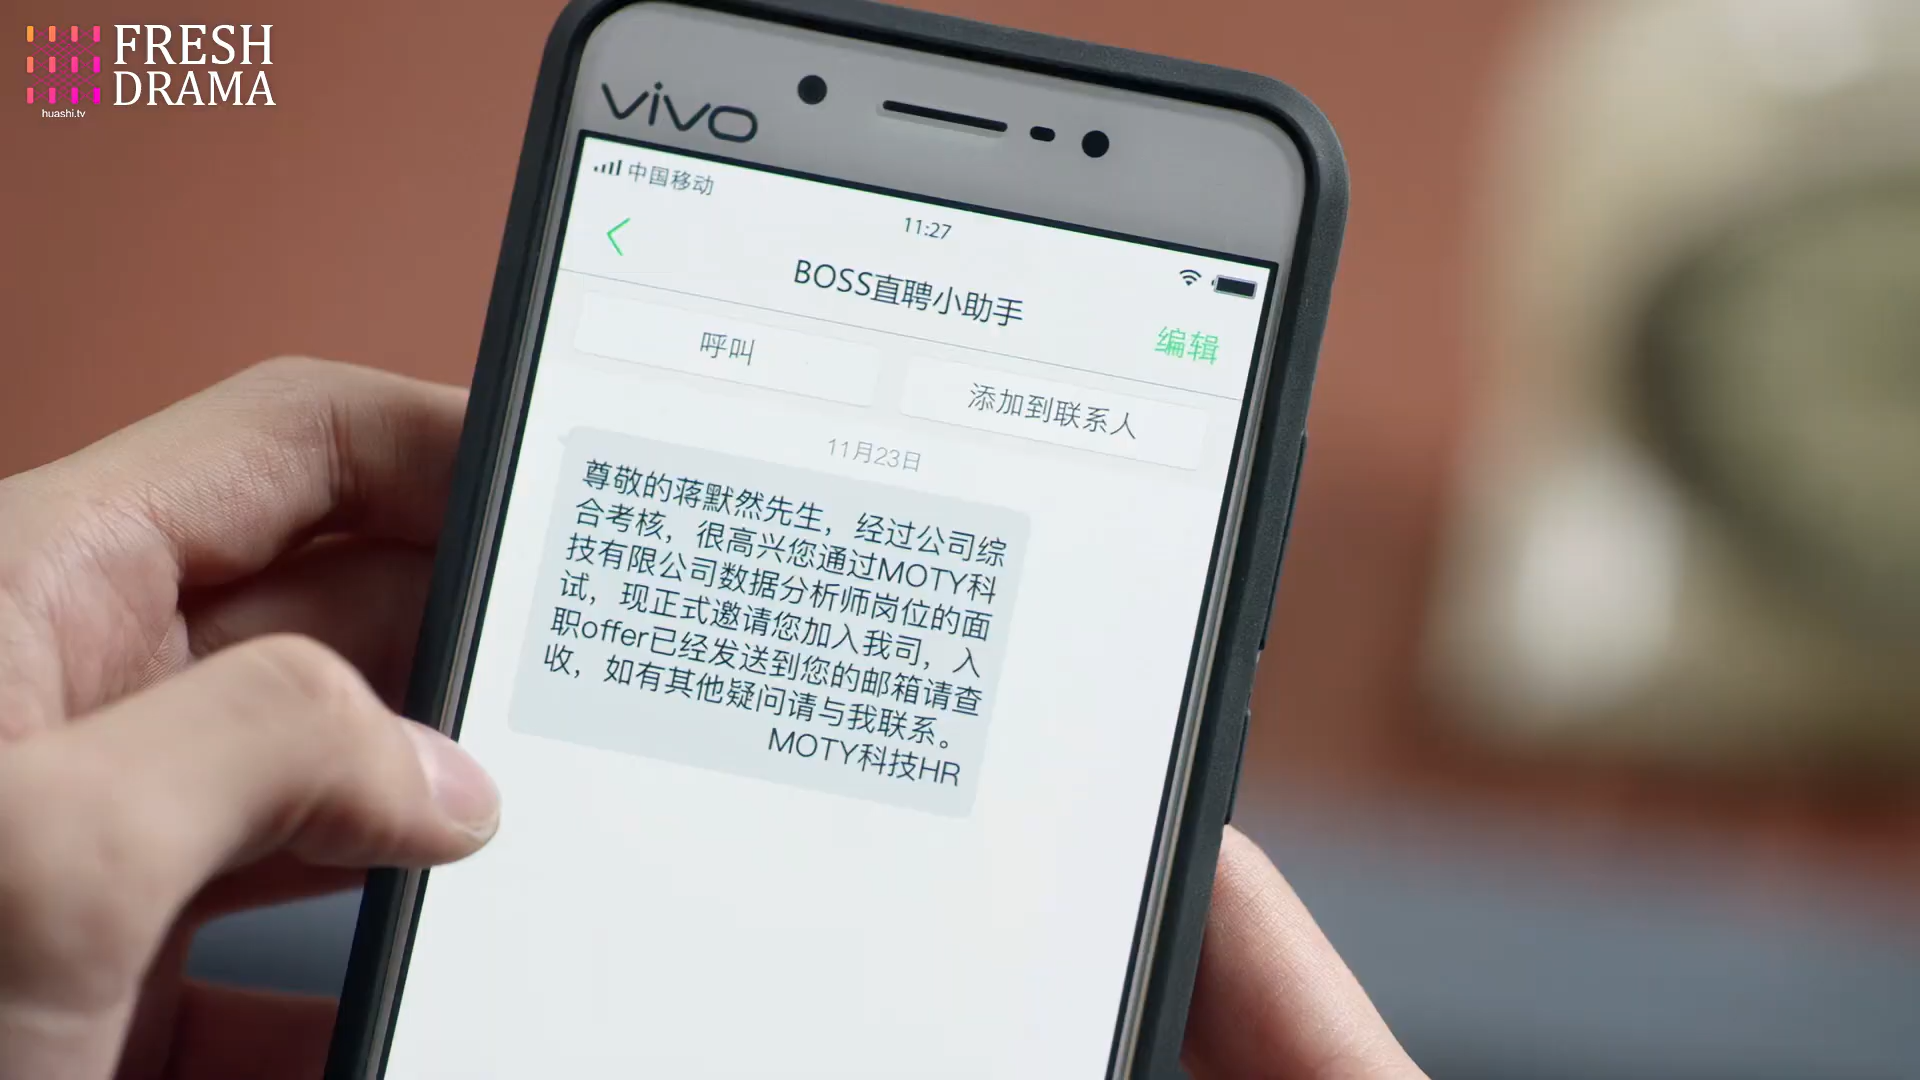 FRESH
DRAMA
huashi.tv
vivo
中国移动
11:27
BOSS直聘小助手
编辑
呼叫
添加到联系人
11月23日
尊敬的蒋默然先生，经过公司综
合考核，很高兴您通过MOTY科
技有限公司数据分析师岗位的面
试，现正式邀请您加入我司，入
职offer已经发送到您的邮箱请查
收，如有其他疑问请与我联系。
MOTY科技HR